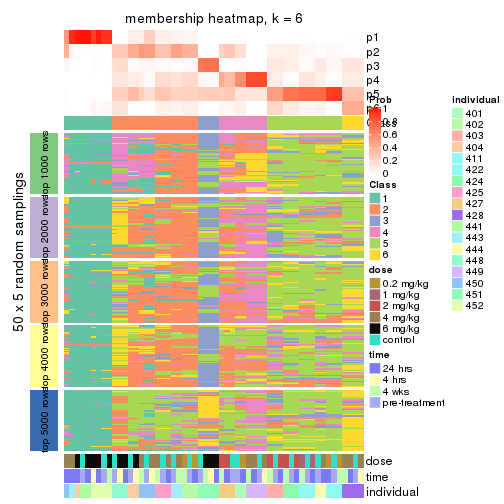 membership heatmap, k = 6
p1
p2
p3
p4
p5
p6
Prob
1
0.8
0.6
0.4
0.2
0
Class
1
2
3
4
5
6
dose
0.2 mg/kg
1 mg/kg
2 mg/kg
4 mg/kg
6 mg/kg
control
time
24 hrs
4 hrs
4 wks
pre-treatment
individual
401
402
403
404
411
422
424
425
427
428
441
443
444
448
449
450
451
452
50 x 5 random samplings
top 1000 rows
top 2000 rows
top 3000 rows
top 4000 rows
top 5000 rows
dose
time
individual